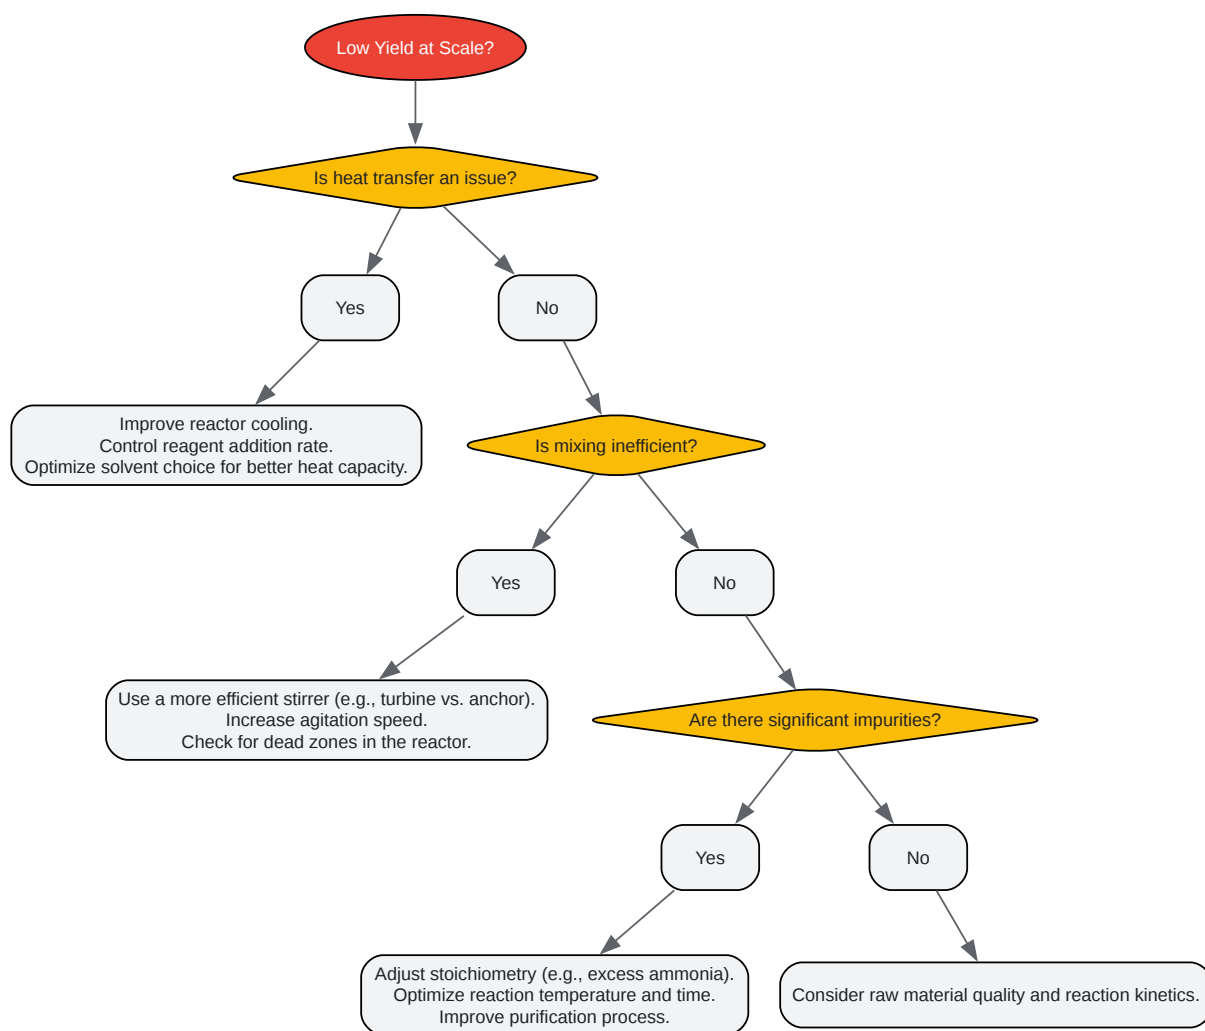 Low Yield at Scale?
Is heat transfer an issue?
Yes
No
Improve reactor cooling.
Control reagent addition rate.
Optimize solvent choice for better heat capacity.
Is mixing inefficient?
Yes
No
Use a more efficient stirrer (e.g., turbine vs. anchor).
Increase agitation speed.
Check for dead zones in the reactor.
Are there significant impurities?
Yes
No
Adjust stoichiometry (e.g., excess ammonia).
Optimize reaction temperature and time.
Improve purification process.
Consider raw material quality and reaction kinetics.